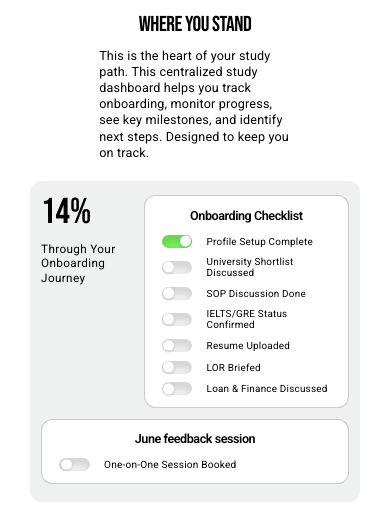 WHERE YOU STAND
This is the heart of your study
path. This centralized study
dashboard helps you track
onboarding, monitor progress,
see key milestones, and identify
next steps. Designed to keep you
on track.
14%
Through Your
Onboarding
Journey
Onboarding Checklist
Profile Setup Complete
University Shortlist
Discussed
SOP Discussion Done
IELTS/GRE Status
Confirmed
Resume Uploaded
LOR Briefed
Loan & Finance Discussed
June feedback session
One-on-One Session Booked